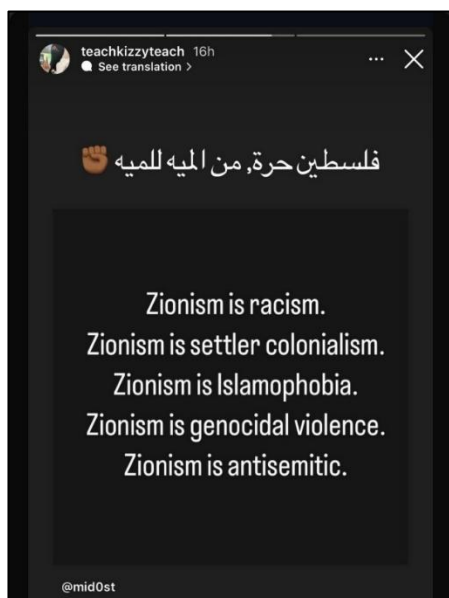 teachkizzyteach 16h
See translation >
فلسطين حرة, من الميه للميه ✊🏾
Zionism is racism.
Zionism is settler colonialism.
Zionism is Islamophobia.
Zionism is genocidal violence.
Zionism is antisemitic.
@mid0st